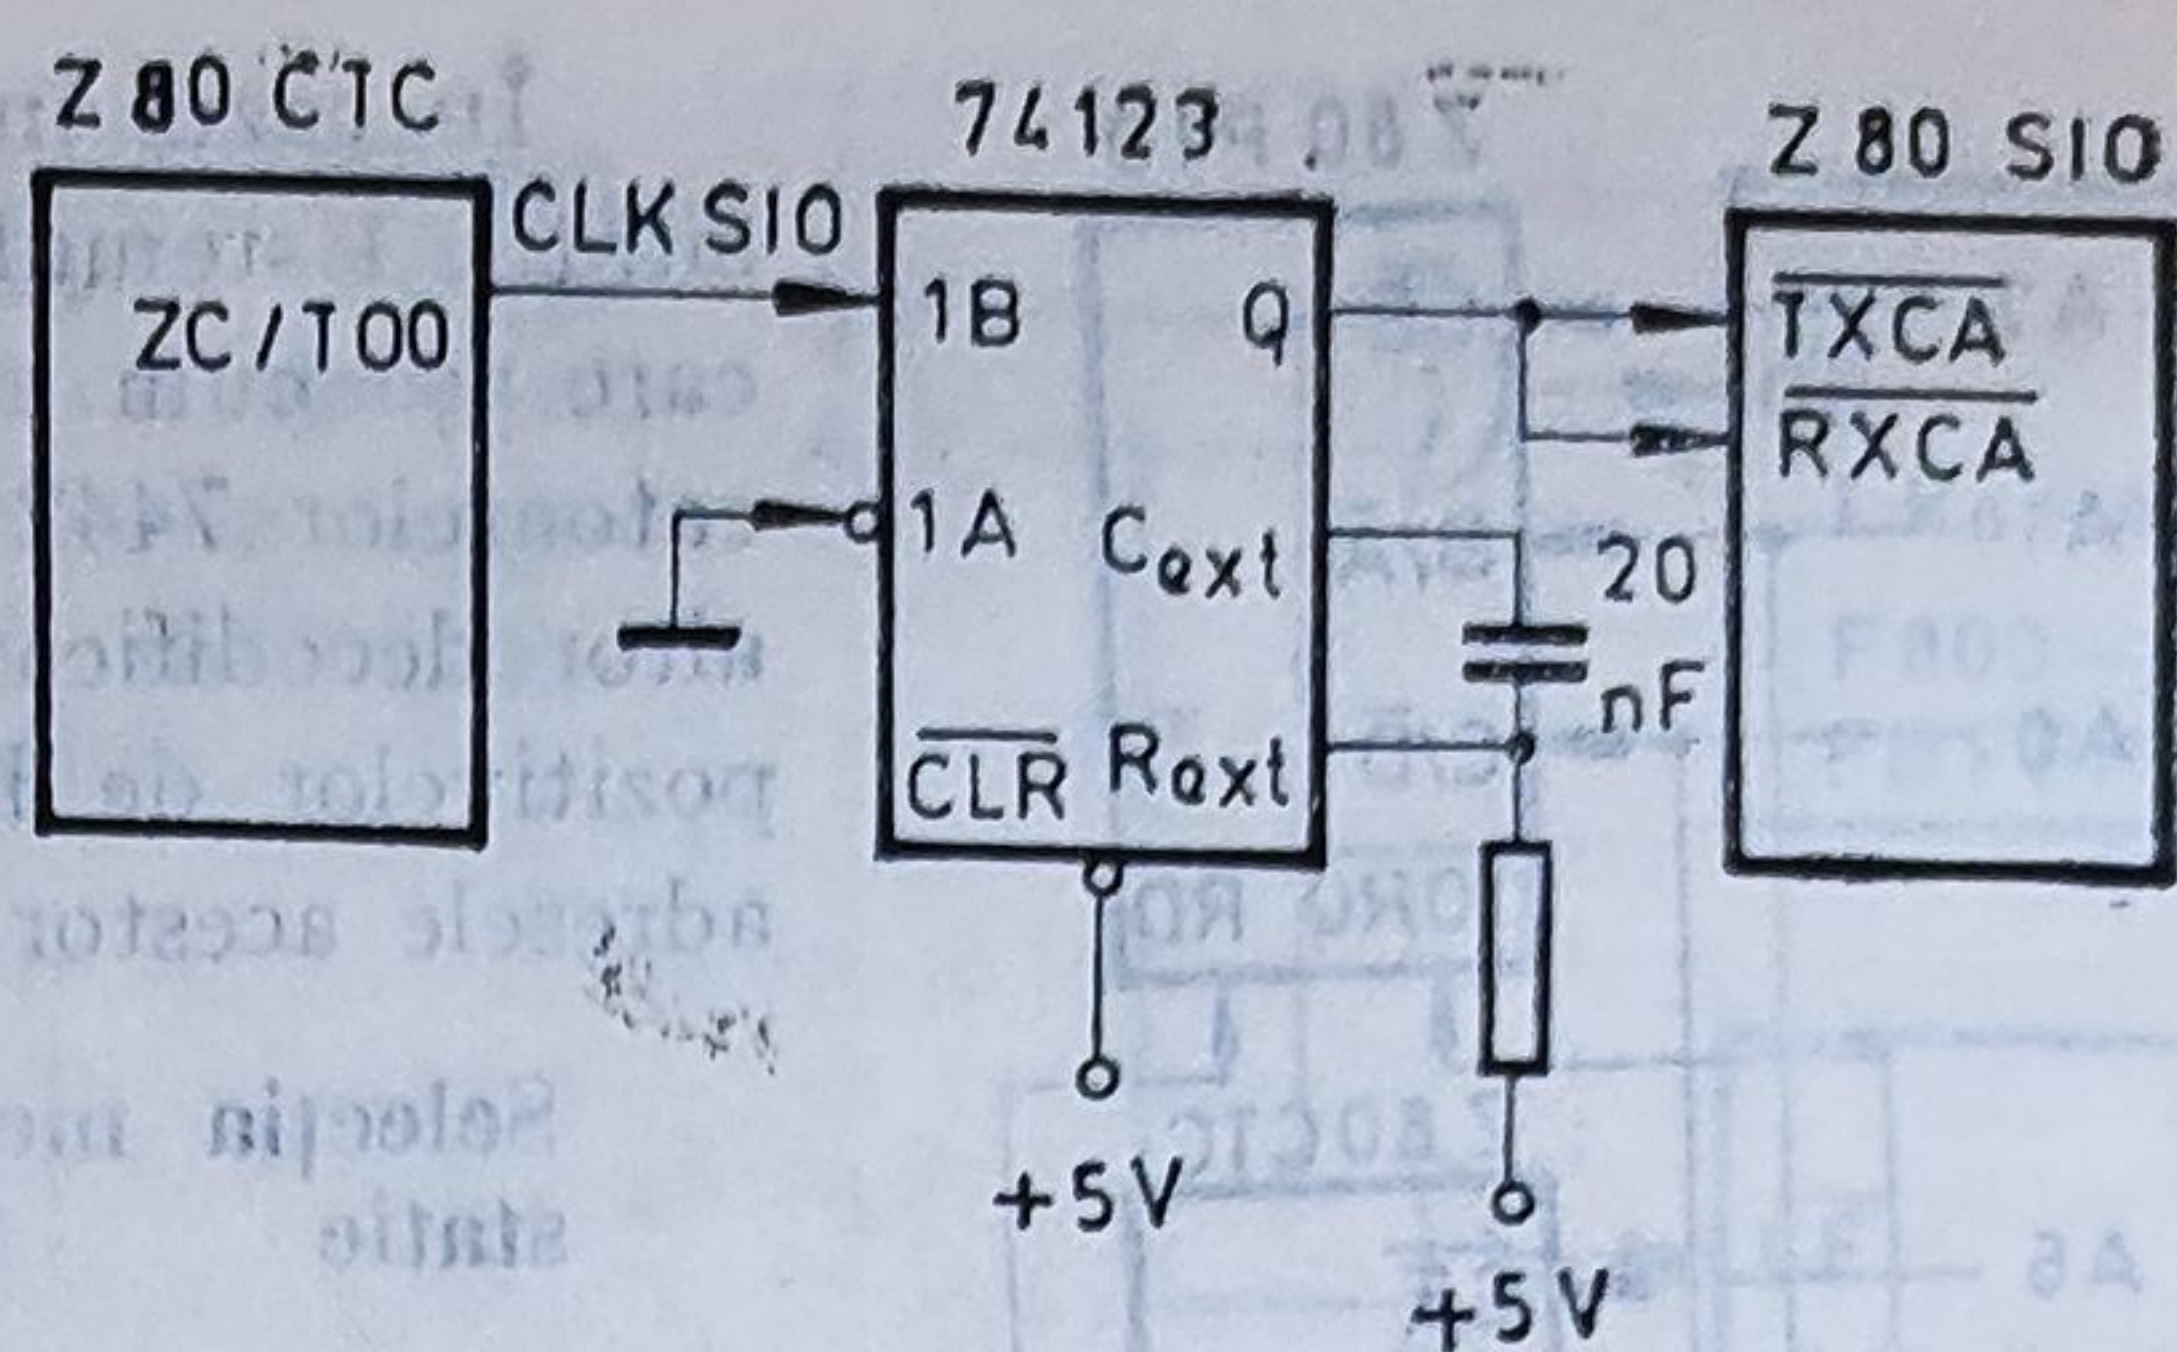 Z 80 CTC
74123
Z 80 SIO
CLK SIO
ZC/TO0
1B
Q
TXCA
RXCA
1A
Cext
20
nF
CLR
Rext
+5V
+5V